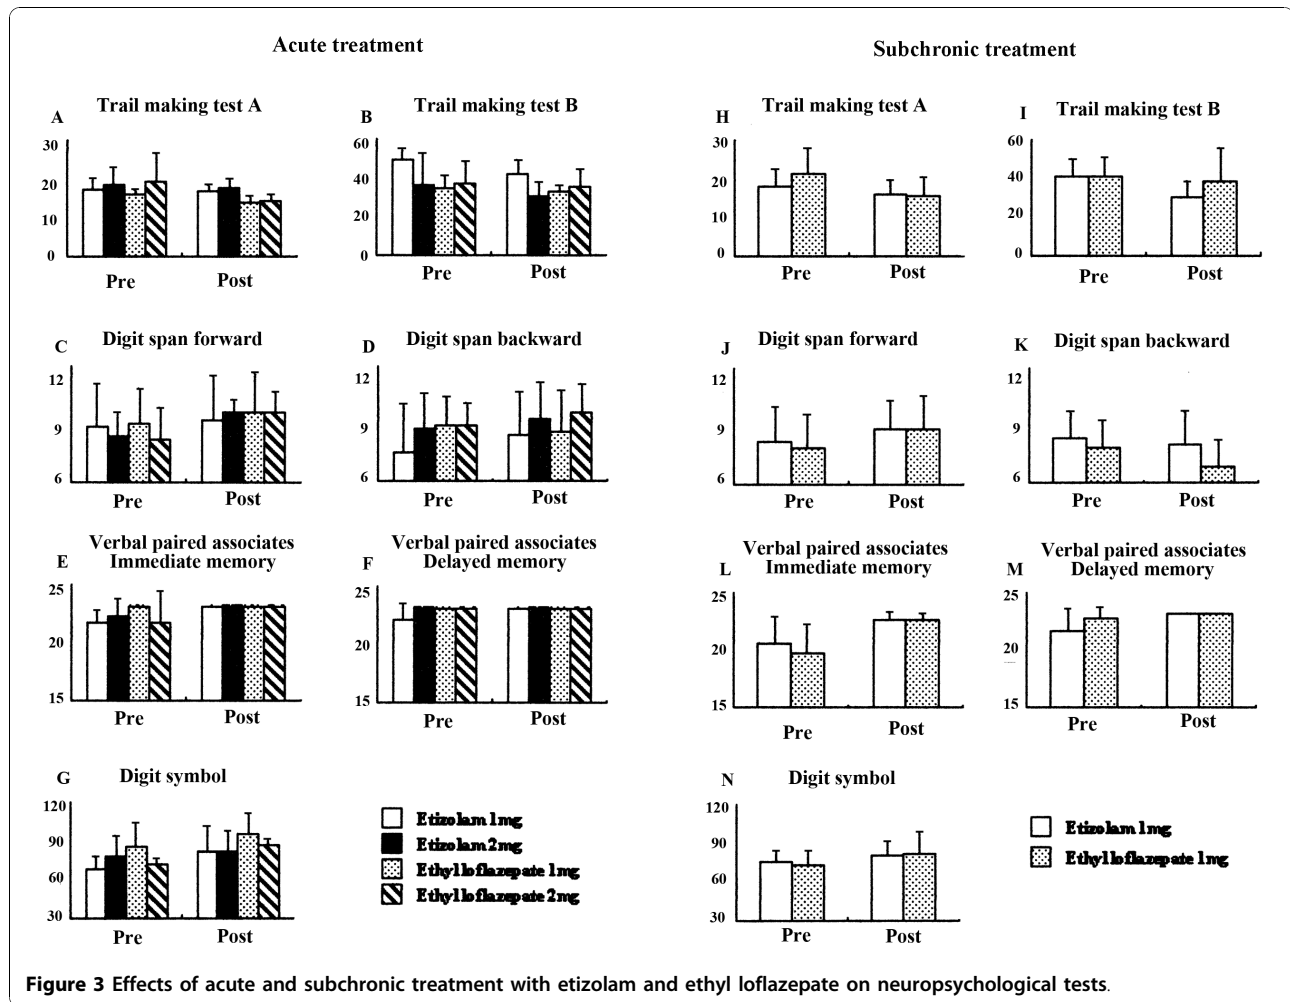 Acute treatment
Subchronic treatment
A Trail making test A
30
20
10
0
Pre Post
B Trail making test B
60
40
20
0
Pre Post
H Trail making test A
30
20
10
0
Pre Post
I Trail making test B
60
40
20
0
Pre Post
C Digit span forward
12
9
6
Pre Post
D Digit span backward
12
9
6
Pre Post
J Digit span forward
12
9
6
Pre Post
K Digit span backward
12
9
6
Pre Post
E Verbal paired associates
Immediate memory
25
20
15
Pre Post
F Verbal paired associates
Delayed memory
25
20
15
Pre Post
L Verbal paired associates
Immediate memory
25
20
15
Pre Post
M Verbal paired associates
Delayed memory
25
20
15
Pre Post
G Digit symbol
120
90
60
30
Pre Post
Etizolam 1mg
Etizolam 2mg
Ethyl loflazepate 1mg
Ethyl loflazepate 2mg
N Digit symbol
120
90
60
30
Pre Post
Etizolam 1mg
Ethyl loflazepate 1mg
Figure 3 Effects of acute and subchronic treatment with etizolam and ethyl loflazepate on neuropsychological tests.